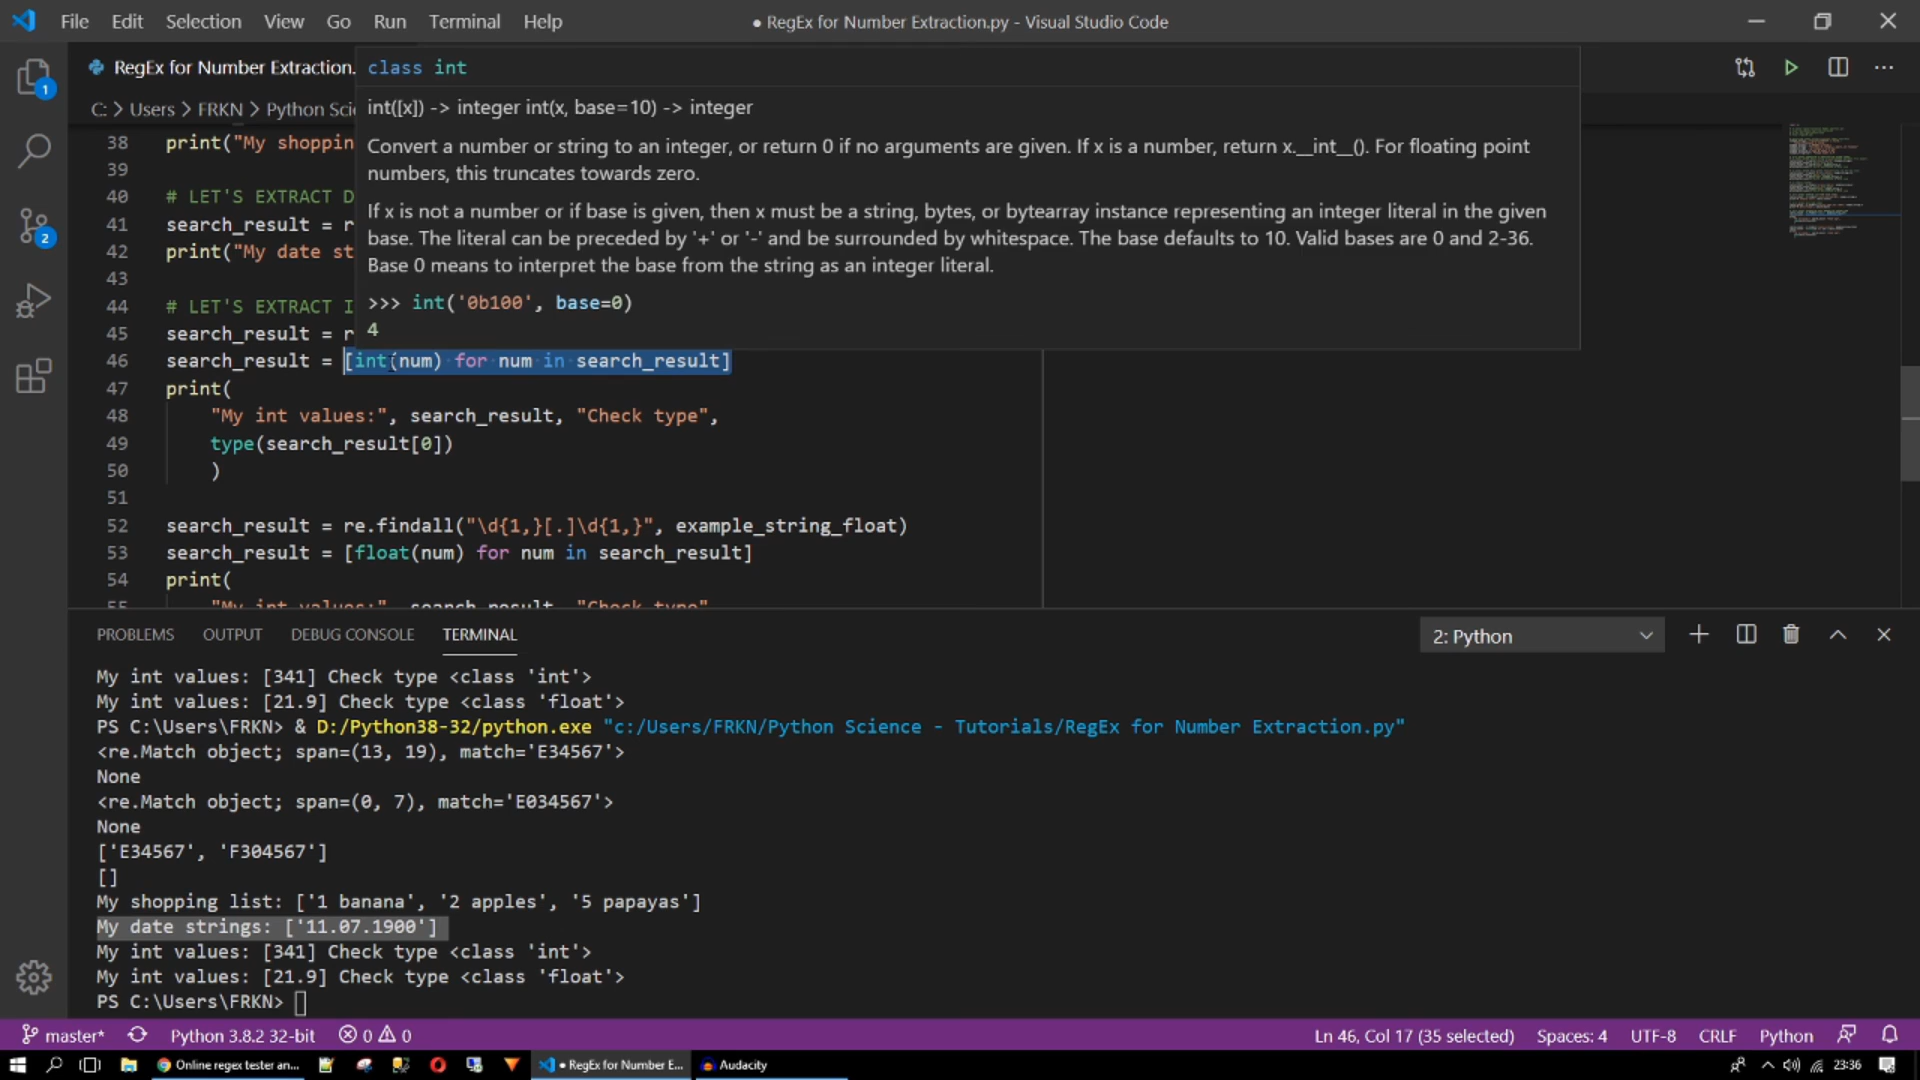 File Edit Selection View Go Run Terminal Help
● RegEx for Number Extraction.py - Visual Studio Code
RegEx for Number Extraction.
C: > Users > FRKN > Python Scie
class int
int([x]) -> integer int(x, base=10) -> integer
Convert a number or string to an integer, or return 0 if no arguments are given. If x is a number, return x.__int__(). For floating point
numbers, this truncates towards zero.
If x is not a number or if base is given, then x must be a string, bytes, or bytearray instance representing an integer literal in the given
base. The literal can be preceded by '+' or '-' and be surrounded by whitespace. The base defaults to 10. Valid bases are 0 and 2-36.
Base 0 means to interpret the base from the string as an integer literal.
>>> int('0b100', base=0)
4
38 print("My shoppin
39
40 # LET'S EXTRACT D
41 search_result = r
42 print("My date st
43
44 # LET'S EXTRACT I
45 search_result = r
46 search_result = [int(num) for num in search_result]
47 print(
48 "My int values:", search_result, "Check type",
49 type(search_result[0])
50 )
51
52 search_result = re.findall("\d{1,}[.]\d{1,}", example_string_float)
53 search_result = [float(num) for num in search_result]
54 print(
55 "My int values:", search_result, "Check type",
PROBLEMS OUTPUT DEBUG CONSOLE TERMINAL
2: Python
My int values: [341] Check type <class 'int'>
My int values: [21.9] Check type <class 'float'>
PS C:\Users\FRKN> & D:/Python38-32/python.exe "c:/Users/FRKN/Python Science - Tutorials/RegEx for Number Extraction.py"
<re.Match object; span=(13, 19), match='E34567'>
None
<re.Match object; span=(0, 7), match='E034567'>
None
['E34567', 'F304567']
[]
My shopping list: ['1 banana', '2 apples', '5 papayas']
My date strings: ['11.07.1900']
My int values: [341] Check type <class 'int'>
My int values: [21.9] Check type <class 'float'>
PS C:\Users\FRKN>
1
2
master* Python 3.8.2 32-bit 0 0
Ln 46, Col 17 (35 selected) Spaces: 4 UTF-8 CRLF Python
Online regex tester an...
● RegEx for Number E...
Audacity
23:36